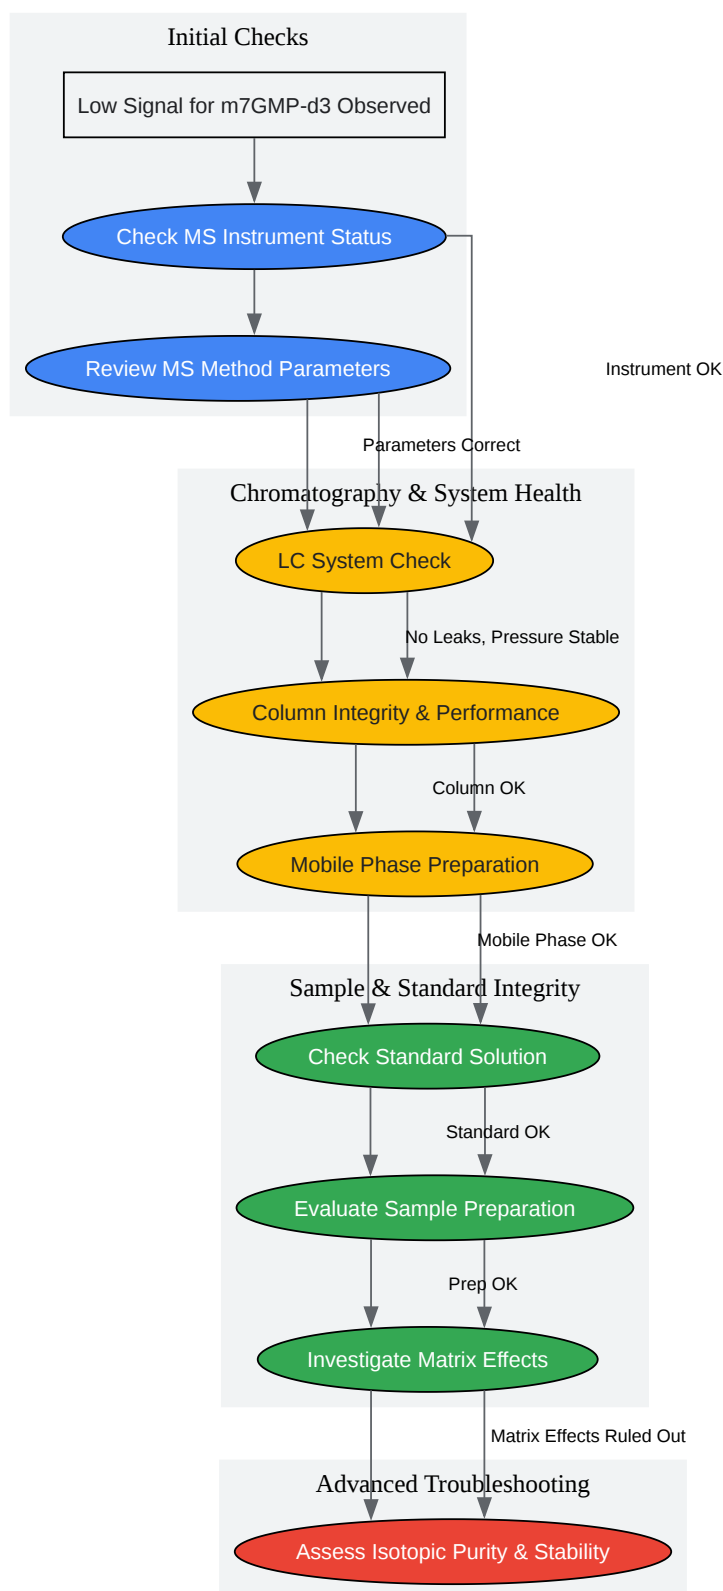 Initial Checks
Low Signal for m7GMP-d3 Observed
Check MS Instrument Status
Review MS Method Parameters
Instrument OK
Parameters Correct
Chromatography & System Health
LC System Check
No Leaks, Pressure Stable
Column Integrity & Performance
Column OK
Mobile Phase Preparation
Mobile Phase OK
Sample & Standard Integrity
Check Standard Solution
Standard OK
Evaluate Sample Preparation
Prep OK
Investigate Matrix Effects
Matrix Effects Ruled Out
Advanced Troubleshooting
Assess Isotopic Purity & Stability